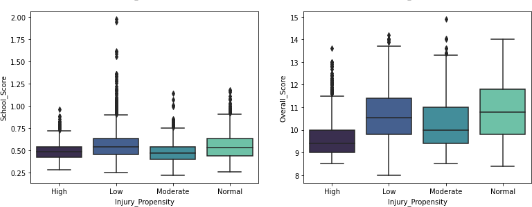 2.00
1.75
1.50
1.25
1.00
0.75
0.50
0.25
School_Score
High Low Moderate Normal
Injury_Propensity
15
14
13
12
11
10
9
8
Overall_Score
High Low Moderate Normal
Injury_Propensity